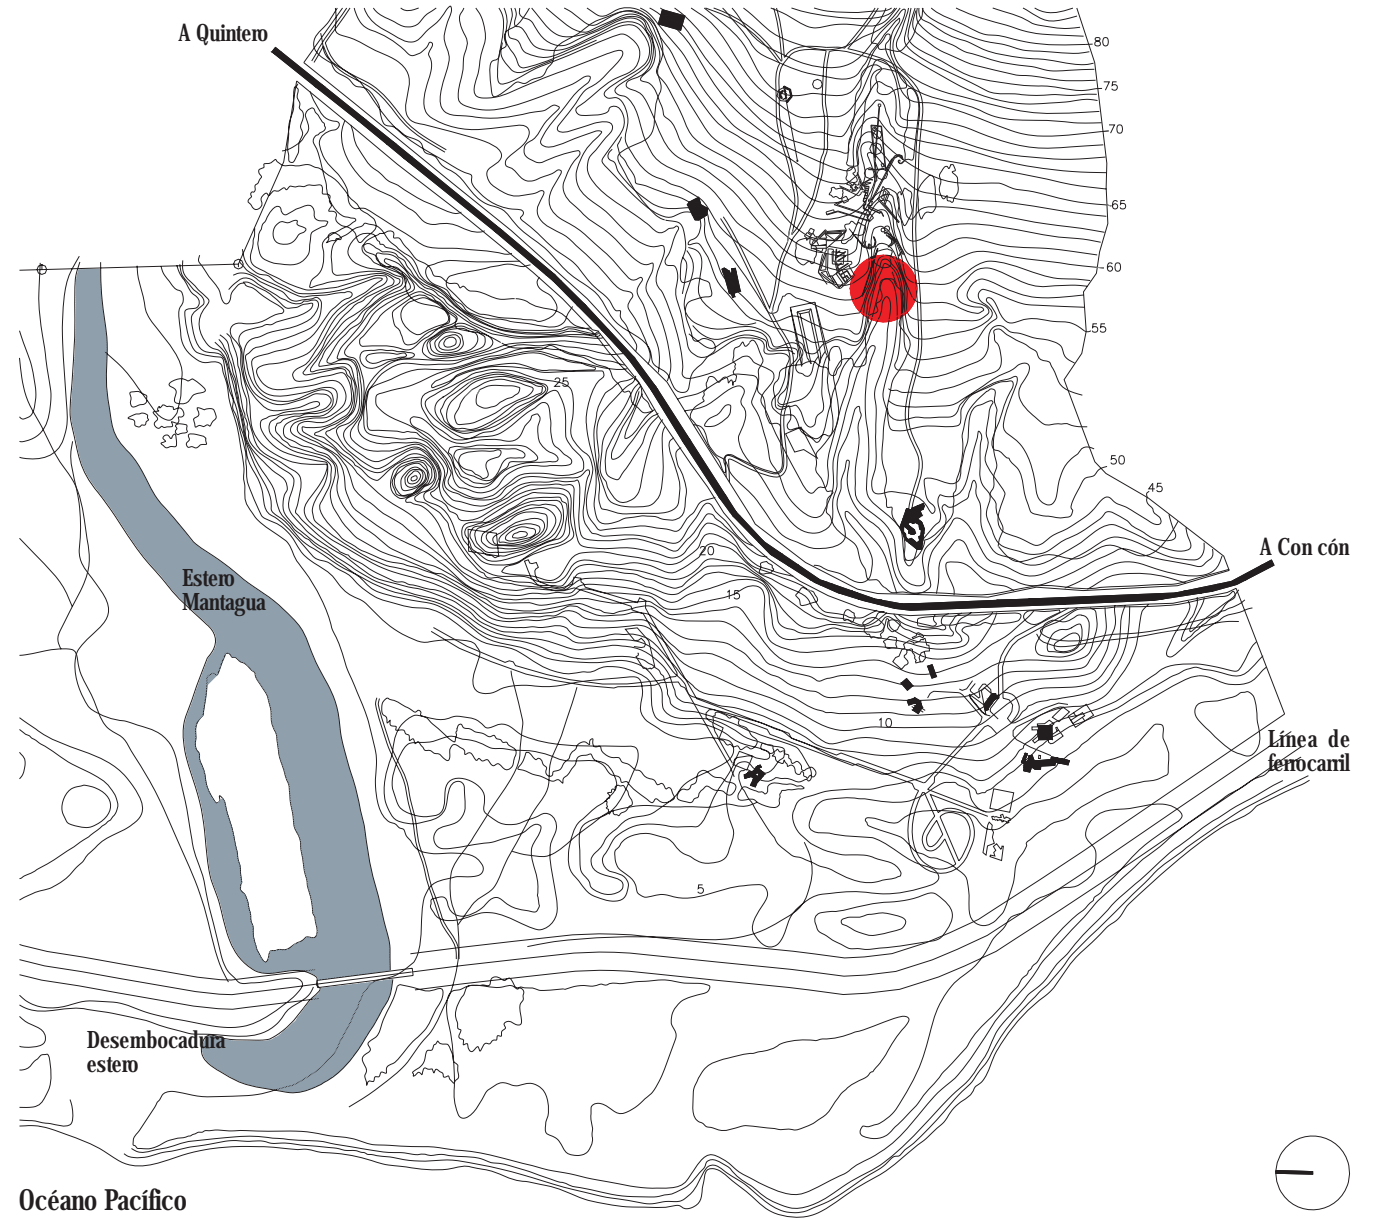 A Quintero
80
75
70
65
60
55
25
50
45
A Con cón
20
Estero
Mantagua
15
10
Línea de
ferrocarril
5
Desembocadura
estero
Océano Pacífico